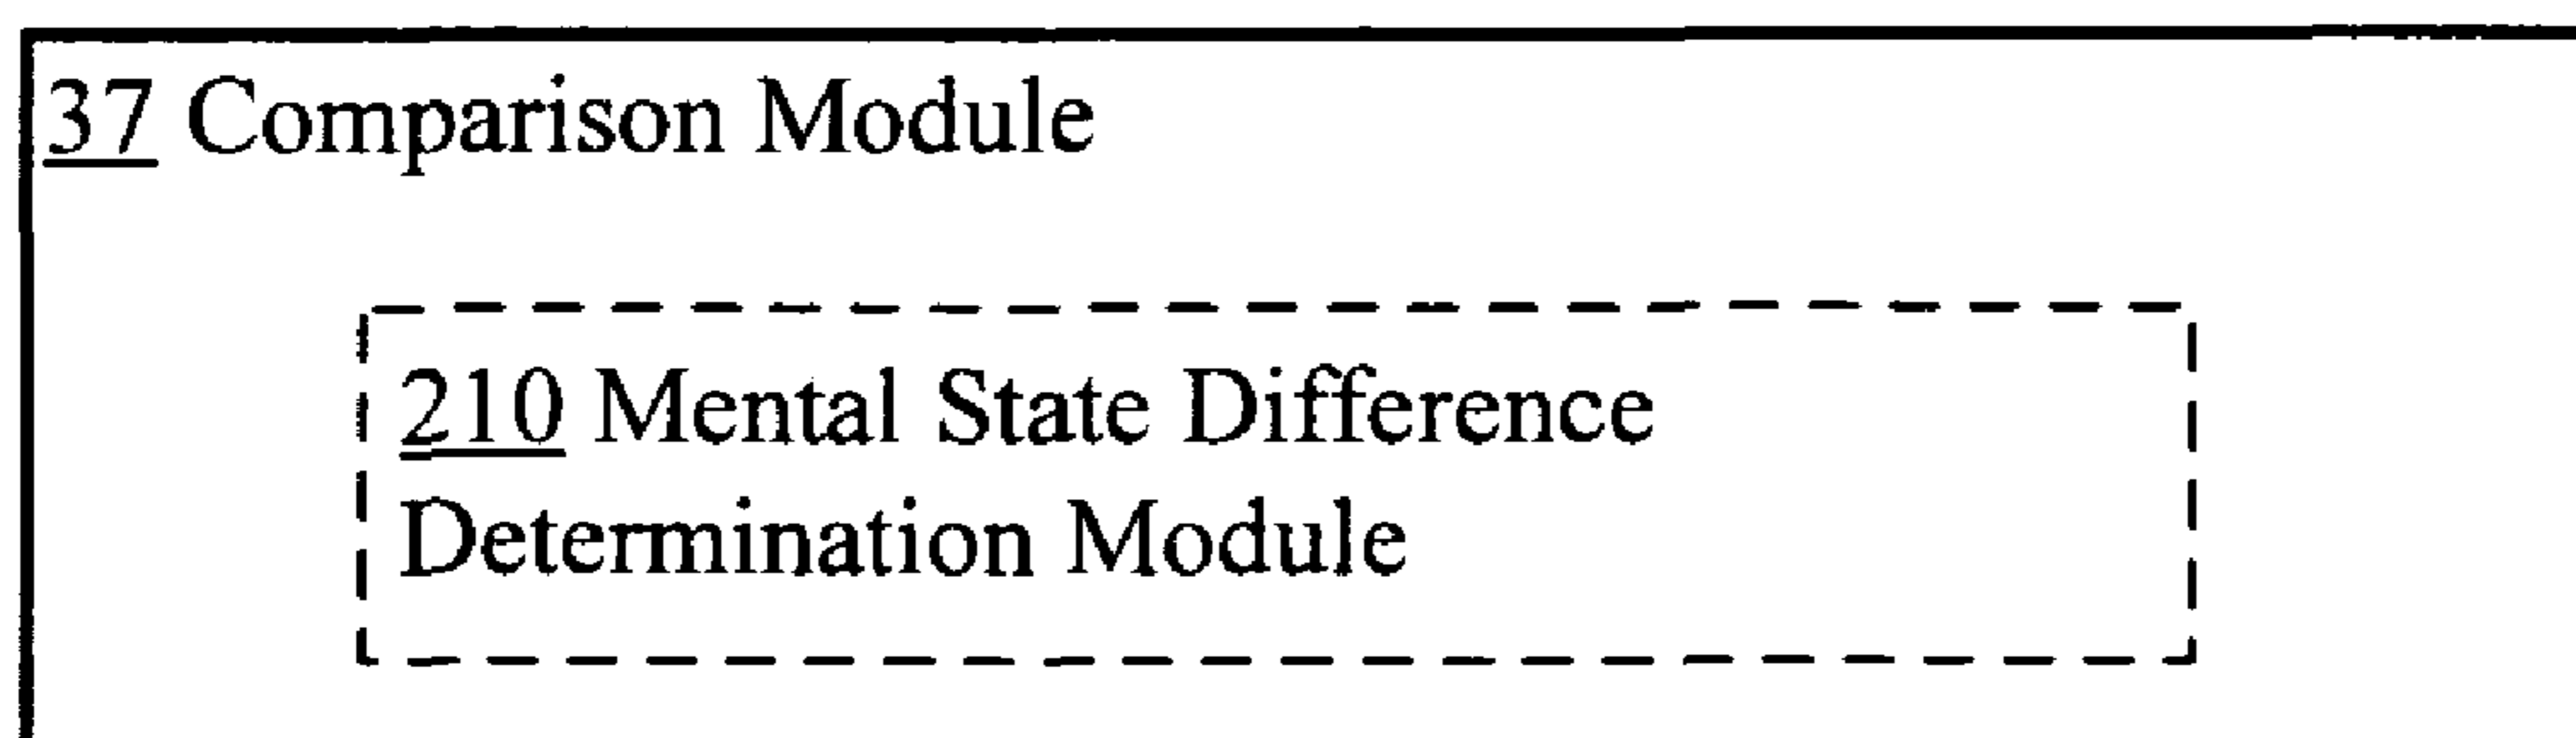 37 Comparison Module
210 Mental State Difference
Determination Module